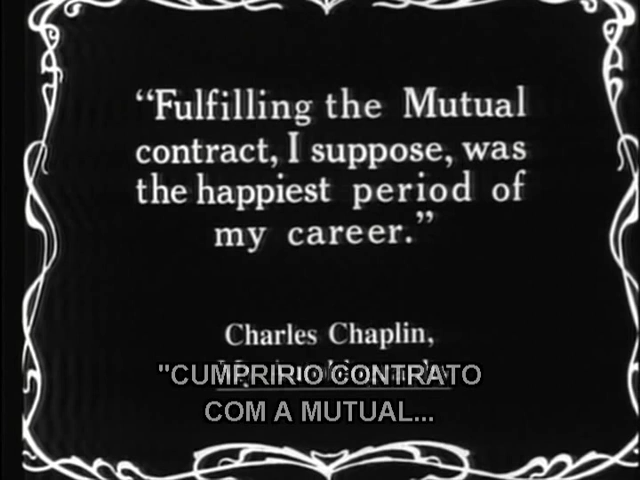 “Fulfilling the Mutual
contract, I suppose, was
the happiest period of
my career.”
Charles Chaplin,
"CUMPRIR O CONTRATO
COM A MUTUAL...